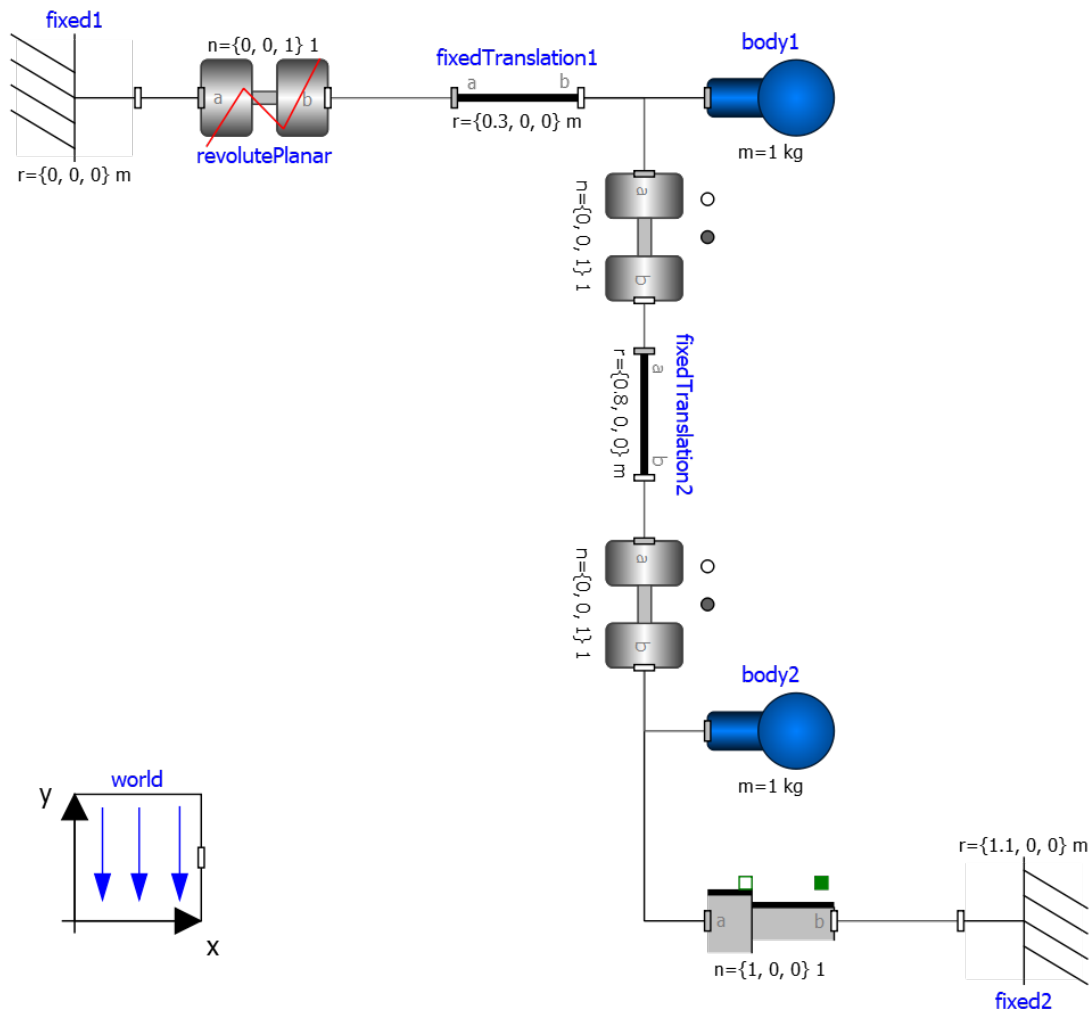 fixed1
n={0, 0, 1} 1
a
b
revolutePlanar
r={0, 0, 0} m
fixedTranslation1
a
b
r={0.3, 0, 0} m
body1
m=1 kg
a
n={0, 0, 1} 1
b
fixedTranslation2
a
r={0.8, 0, 0} m
b
a
n={0, 0, 1} 1
b
body2
m=1 kg
world
y
x
r={1.1, 0, 0} m
a
b
n={1, 0, 0} 1
fixed2